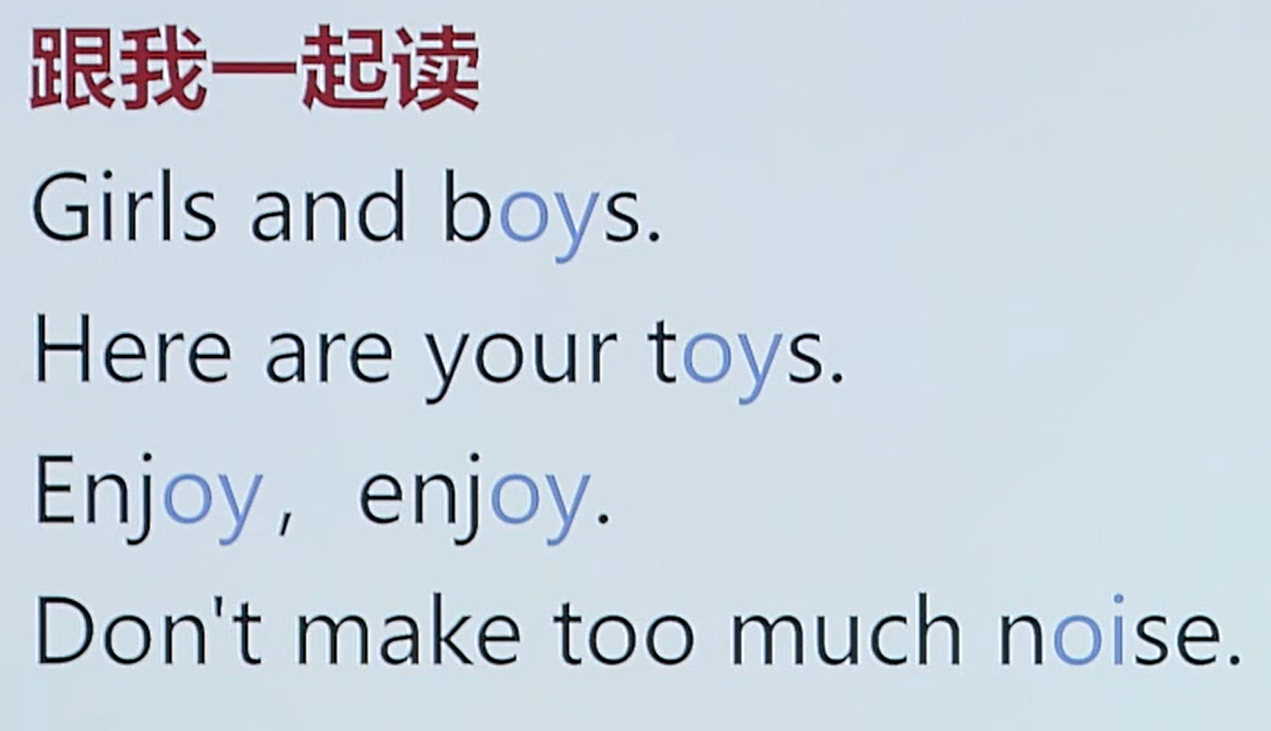 跟我一起读
Girls and boys.
Here are your toys.
Enjoy, enjoy.
Don't make too much noise.